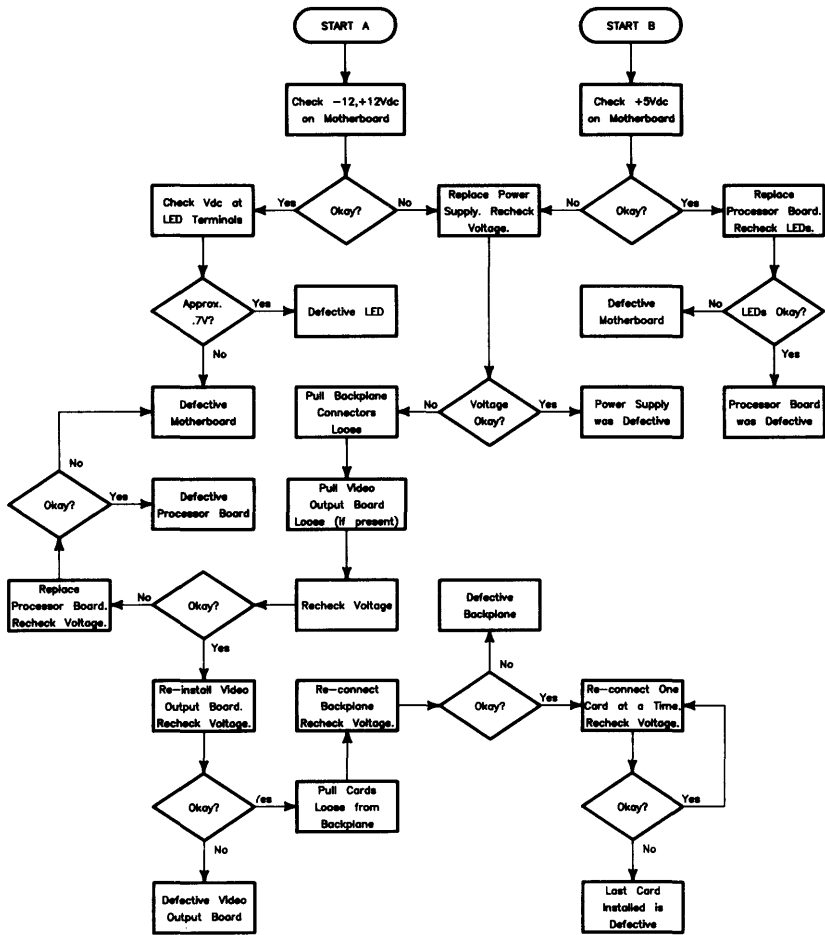 START A
START B
Check -12,+12Vdc
on Motherboard
Check +5Vdc
on Motherboard
Check Vdc at
LED Terminals
Yes
Okay?
No
Replace Power
Supply. Recheck
Voltage.
No
Okay?
Yes
Replace
Processor Board.
Recheck LEDs.
Approx.
.7V?
Yes
Defective LED
No
Defective
Motherboard
No
LEDs Okay?
Yes
Defective
Motherboard
Pull Backplane
Connectors
Loose
No
Voltage
Okay?
Yes
Power Supply
was Defective
Processor Board
was Defective
No
Okay?
Yes
Defective
Processor Board
Pull Video
Output Board
Loose (if present)
Replace
Processor Board.
Recheck Voltage.
No
Okay?
Yes
Recheck Voltage
Defective
Backplane
No
Re-install Video
Output Board.
Recheck Voltage.
Re-connect
Backplane
Recheck Voltage.
Okay?
Yes
Re-connect One
Card at a Time.
Recheck Voltage.
Okay?
Yes
No
Pull Cards
Loose from
Backplane
Okay?
Yes
No
Defective Video
Output Board
Last Card
Installed is
Defective